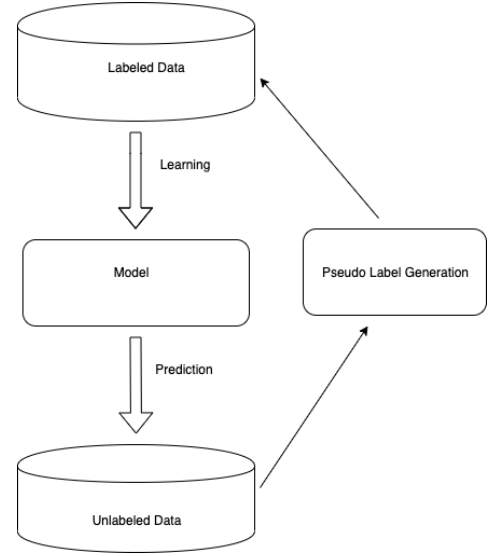 Labeled Data
Learning
Model
Pseudo Label Generation
Prediction
Unlabeled Data